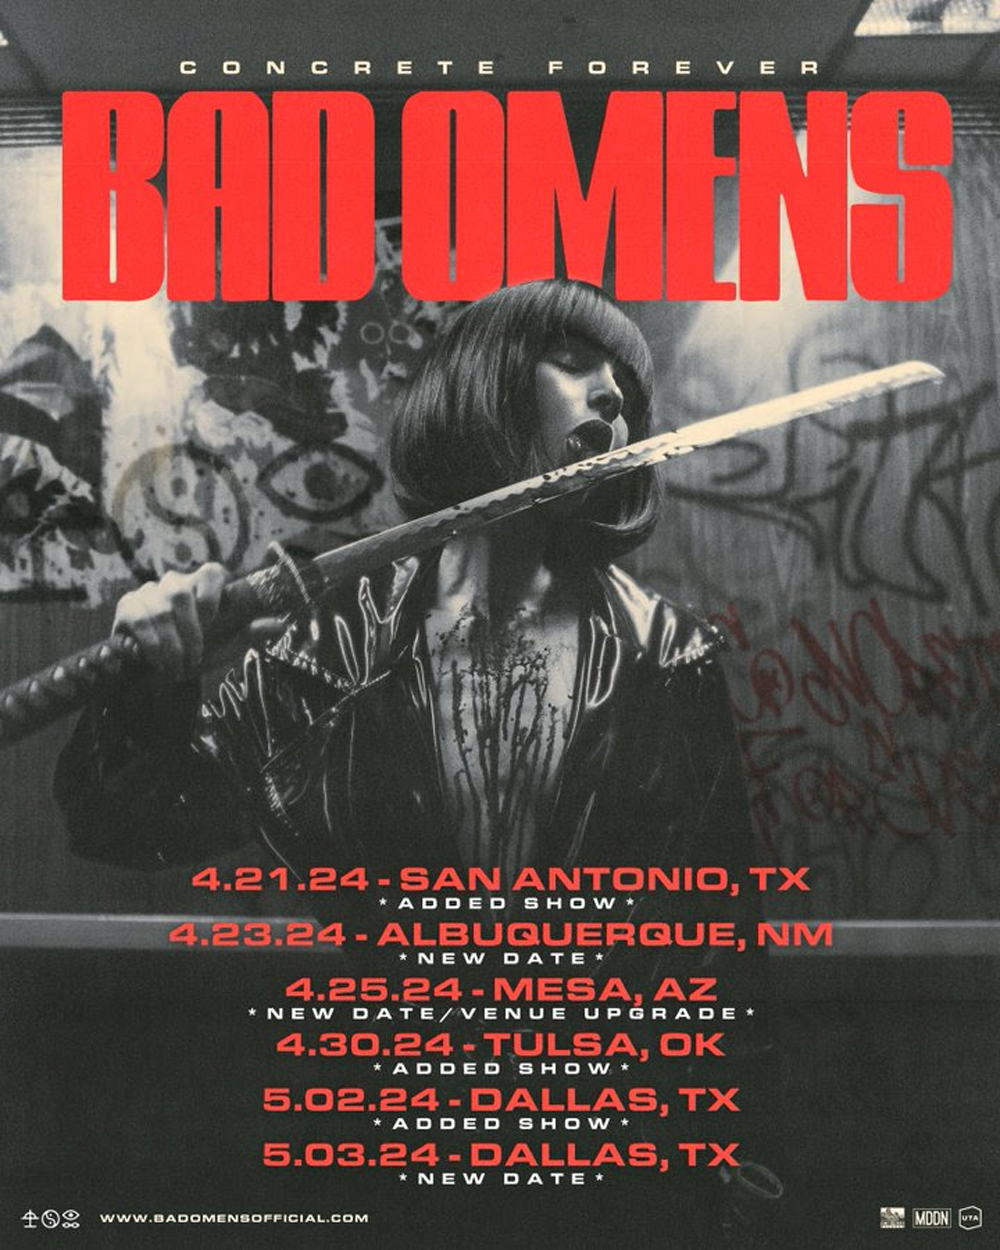 CONCRETE FOREVER
BAD OMENS
4.21.24 - SAN ANTONIO, TX
*ADDED SHOW*
4.23.24 - ALBUQUERQUE, NM
*NEW DATE*
4.25.24 - MESA, AZ
*NEW DATE/VENUE UPGRADE*
4.30.24 - TULSA, OK
*ADDED SHOW*
5.02.24 - DALLAS, TX
*ADDED SHOW*
5.03.24 - DALLAS, TX
*NEW DATE*
WWW.BADOMENSOFFICIAL.COM
MDDN
UTA